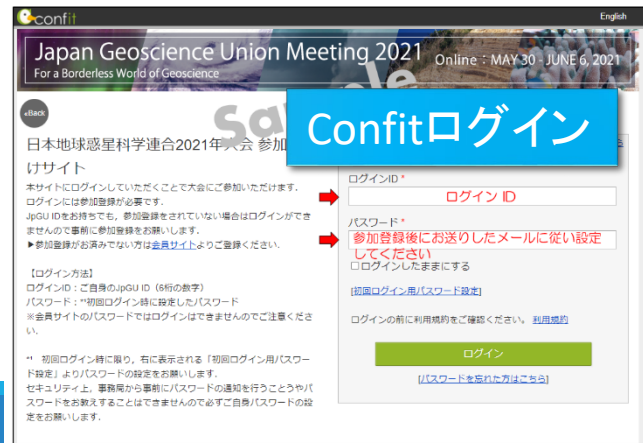 confit
English
Japan Geoscience Union Meeting 2021
Online：MAY 30 - JUNE 6, 2021
For a Borderless World of Geoscience
Sample
«Back
Confitログイン
日本地球惑星科学連合2021年大会 参加
けサイト
本サイトにログインしていただくことで大会にご参加いただけます．
ログインには参加登録が必要です．
JpGU IDをお持ちでも，参加登録をされていない場合はログインができ
ませんので事前に参加登録をお願いします．
▶参加登録がお済みでない方は会員サイトよりご登録ください．
【ログイン方法】
ログインID：ご自身のJpGU ID（6桁の数字）
パスワード：*¹初回ログイン時に設定したパスワード
※会員サイトのパスワードではログインはできませんのでご注意くださ
い．
*¹ 初回ログイン時に限り，右に表示される「初回ログイン用パスワー
ド設定」よりパスワードの設定をお願いします．
セキュリティ上，事務局から事前にパスワードの通知を行うことうやパ
スワードをお教えすることはできませんので必ずご自身パスワードの設
定をお願いします．
ログインID *
ログイン ID
パスワード *
参加登録後にお送りしたメールに従い設定
してください
ログインしたままにする
[初回ログイン用パスワード設定]
ログインの前に利用規約をご確認ください。 利用規約
ログイン
[パスワードを忘れた方はこちら]